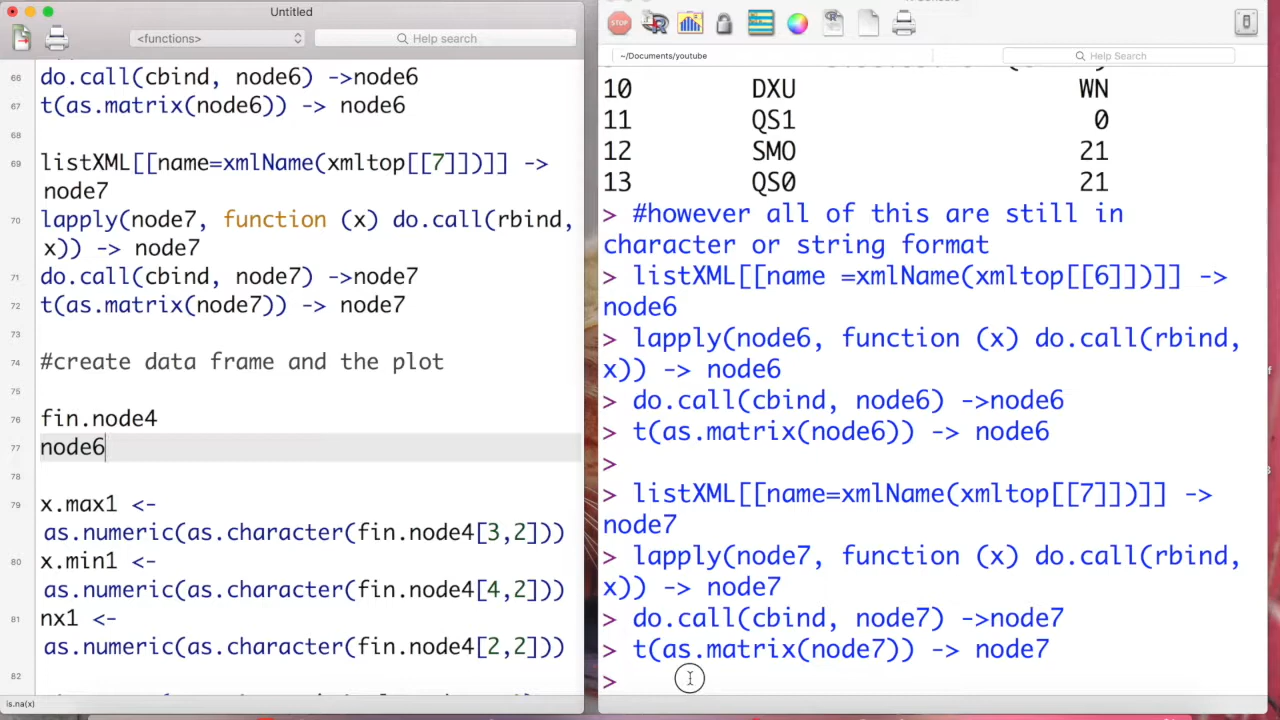 Untitled
<functions>
Help search
66 do.call(cbind, node6) ->node6
67 t(as.matrix(node6)) -> node6
68
69 listXML[[name=xmlName(xmltop[[7]])]] ->
node7
70 lapply(node7, function (x) do.call(rbind,
x)) -> node7
71 do.call(cbind, node7) ->node7
72 t(as.matrix(node7)) -> node7
73
74 #create data frame and the plot
75
76 fin.node4
77 node6
78
79 x.max1 <-
as.numeric(as.character(fin.node4[3,2]))
80 x.min1 <-
as.numeric(as.character(fin.node4[4,2]))
81 nx1 <-
as.numeric(as.character(fin.node4[2,2]))
82
is.na(x)
~/Documents/youtube
Help Search
10 DXU WN
11 QS1 0
12 SMO 21
13 QS0 21
> #however all of this are still in
character or string format
> listXML[[name =xmlName(xmltop[[6]])]] ->
node6
> lapply(node6, function (x) do.call(rbind,
x)) -> node6
> do.call(cbind, node6) ->node6
> t(as.matrix(node6)) -> node6
>
> listXML[[name=xmlName(xmltop[[7]])]] ->
node7
> lapply(node7, function (x) do.call(rbind,
x)) -> node7
> do.call(cbind, node7) ->node7
> t(as.matrix(node7)) -> node7
>